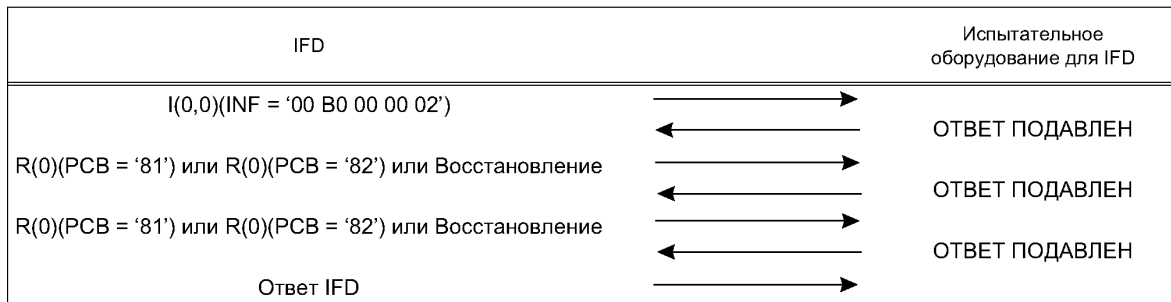 IFD
Испытательное
оборудование для IFD
I(0,0)(INF = ‘00 B0 00 00 02’)
ОТВЕТ ПОДАВЛЕН
R(0)(PCB = ‘81’) или R(0)(PCB = ‘82’) или Восстановление
ОТВЕТ ПОДАВЛЕН
R(0)(PCB = ‘81’) или R(0)(PCB = ‘82’) или Восстановление
ОТВЕТ ПОДАВЛЕН
Ответ IFD